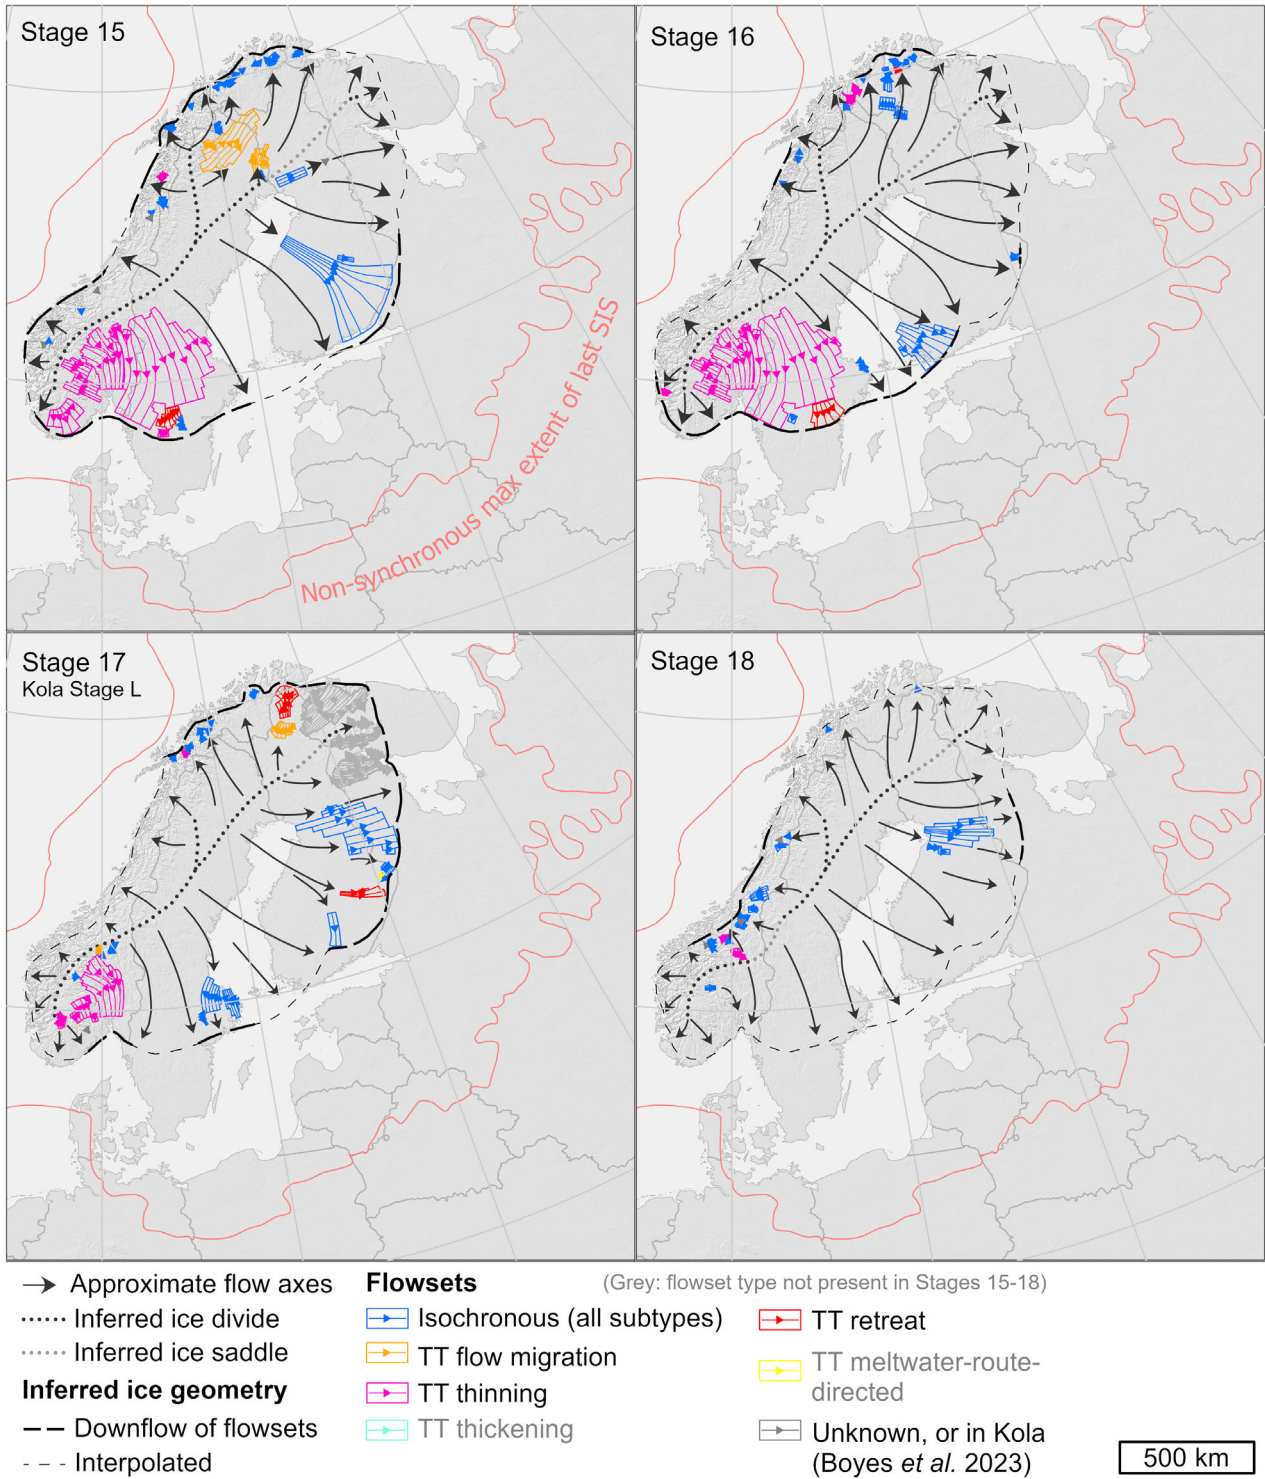 Stage 15
Stage 16
Non-synchronous max extent of last SIS
Stage 17
Kola Stage L
Stage 18
Approximate flow axes
Inferred ice divide
Inferred ice saddle
Inferred ice geometry
Downflow of flowsets
Interpolated
Flowsets
(Grey: flowset type not present in Stages 15-18)
Isochronous (all subtypes)
TT flow migration
TT thinning
TT thickening
TT retreat
TT meltwater-route-
directed
Unknown, or in Kola
(Boyes et al. 2023)
500 km